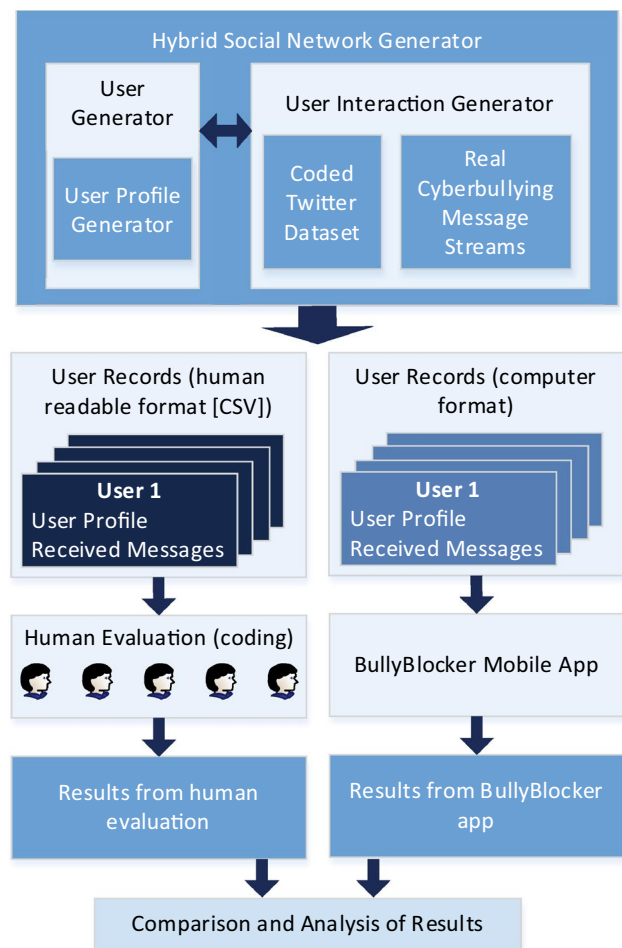 Hybrid Social Network Generator
User
Generator
User Profile
Generator
User Interaction Generator
Coded
Twitter
Dataset
Real
Cyberbullying
Message
Streams
User Records (human
readable format [CSV])
User 1
User Profile
Received Messages
User Records (computer
format)
User 1
User Profile
Received Messages
Human Evaluation (coding)
BullyBlocker Mobile App
Results from human
evaluation
Results from BullyBlocker
app
Comparison and Analysis of Results